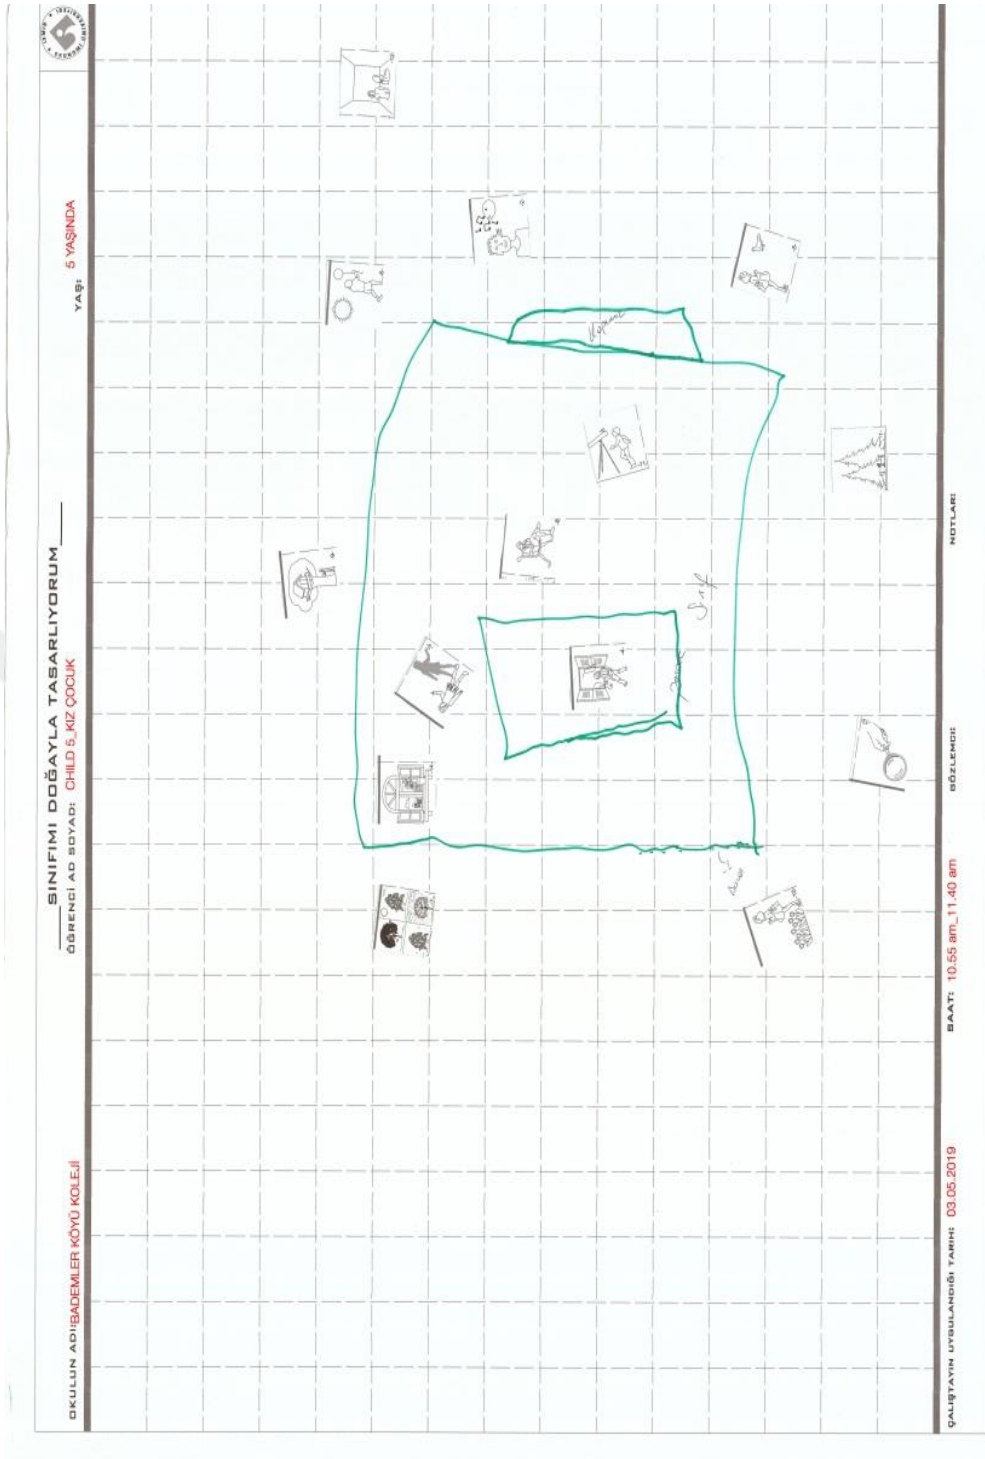 SINIFIMI DOĞAYLA TASARLIYORUM
OKULUN ADI: BADEMLER KÖYÜ KOLEJİ
ÖĞRENCİ AD SOYAD: CHILD 5_KIZ ÇOCUK
YAŞ: 5 YAŞINDA
Sınıf
ÇALIŞTAYIN UYGULANDIĞI TARİH: 03.05.2019
SAAT: 10.55 am_11.40 am
GÖZLEMCİ:
NOTLAR: